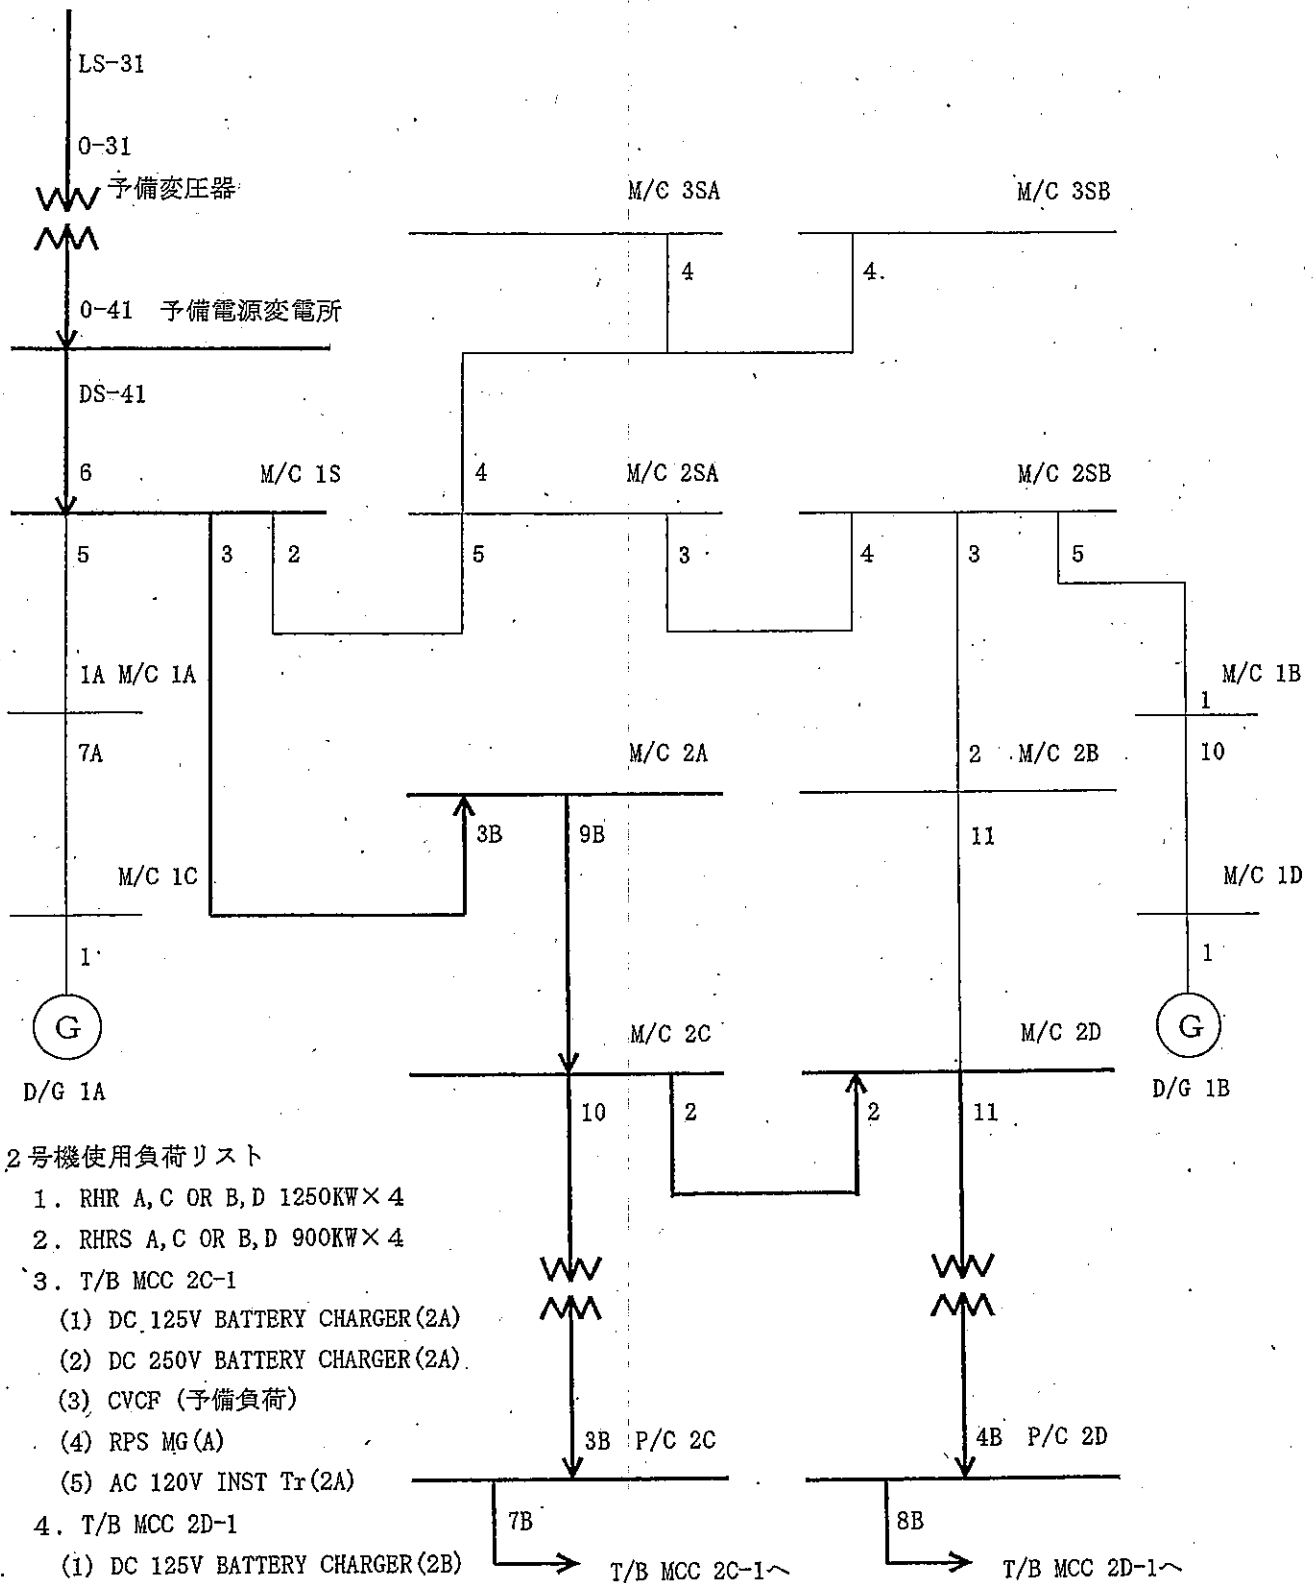 LS-31
0-31
予備変圧器
M/C 3SA
M/C 3SB
4
4
0-41 予備電源変電所
DS-41
6
M/C 1S
4
M/C 2SA
M/C 2SB
5
3
2
5
3
4
3
5
1A M/C 1A
M/C 1B
1
7A
M/C 2A
2
M/C 2B
10
3B
9B
11
M/C 1C
M/C 1D
1
1
G
G
M/C 2C
M/C 2D
D/G 1A
D/G 1B
10
2
2
11
2号機使用負荷リスト
1. RHR A,C OR B,D 1250KW×4
2. RHRS A,C OR B,D 900KW×4
3. T/B MCC 2C-1
(1) DC 125V BATTERY CHARGER(2A)
(2) DC 250V BATTERY CHARGER(2A)
(3) CVCF (予備負荷)
(4) RPS MG(A)
3B P/C 2C
4B P/C 2D
(5) AC 120V INST Tr(2A)
4. T/B MCC 2D-1
7B
8B
(1) DC 125V BATTERY CHARGER(2B)
T/B MCC 2C-1へ
T/B MCC 2D-1へ